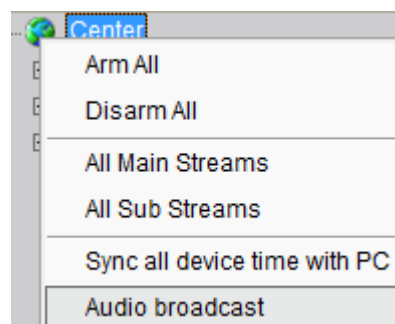 Center
Arm All
Disarm All
All Main Streams
All Sub Streams
Sync all device time with PC
Audio broadcast